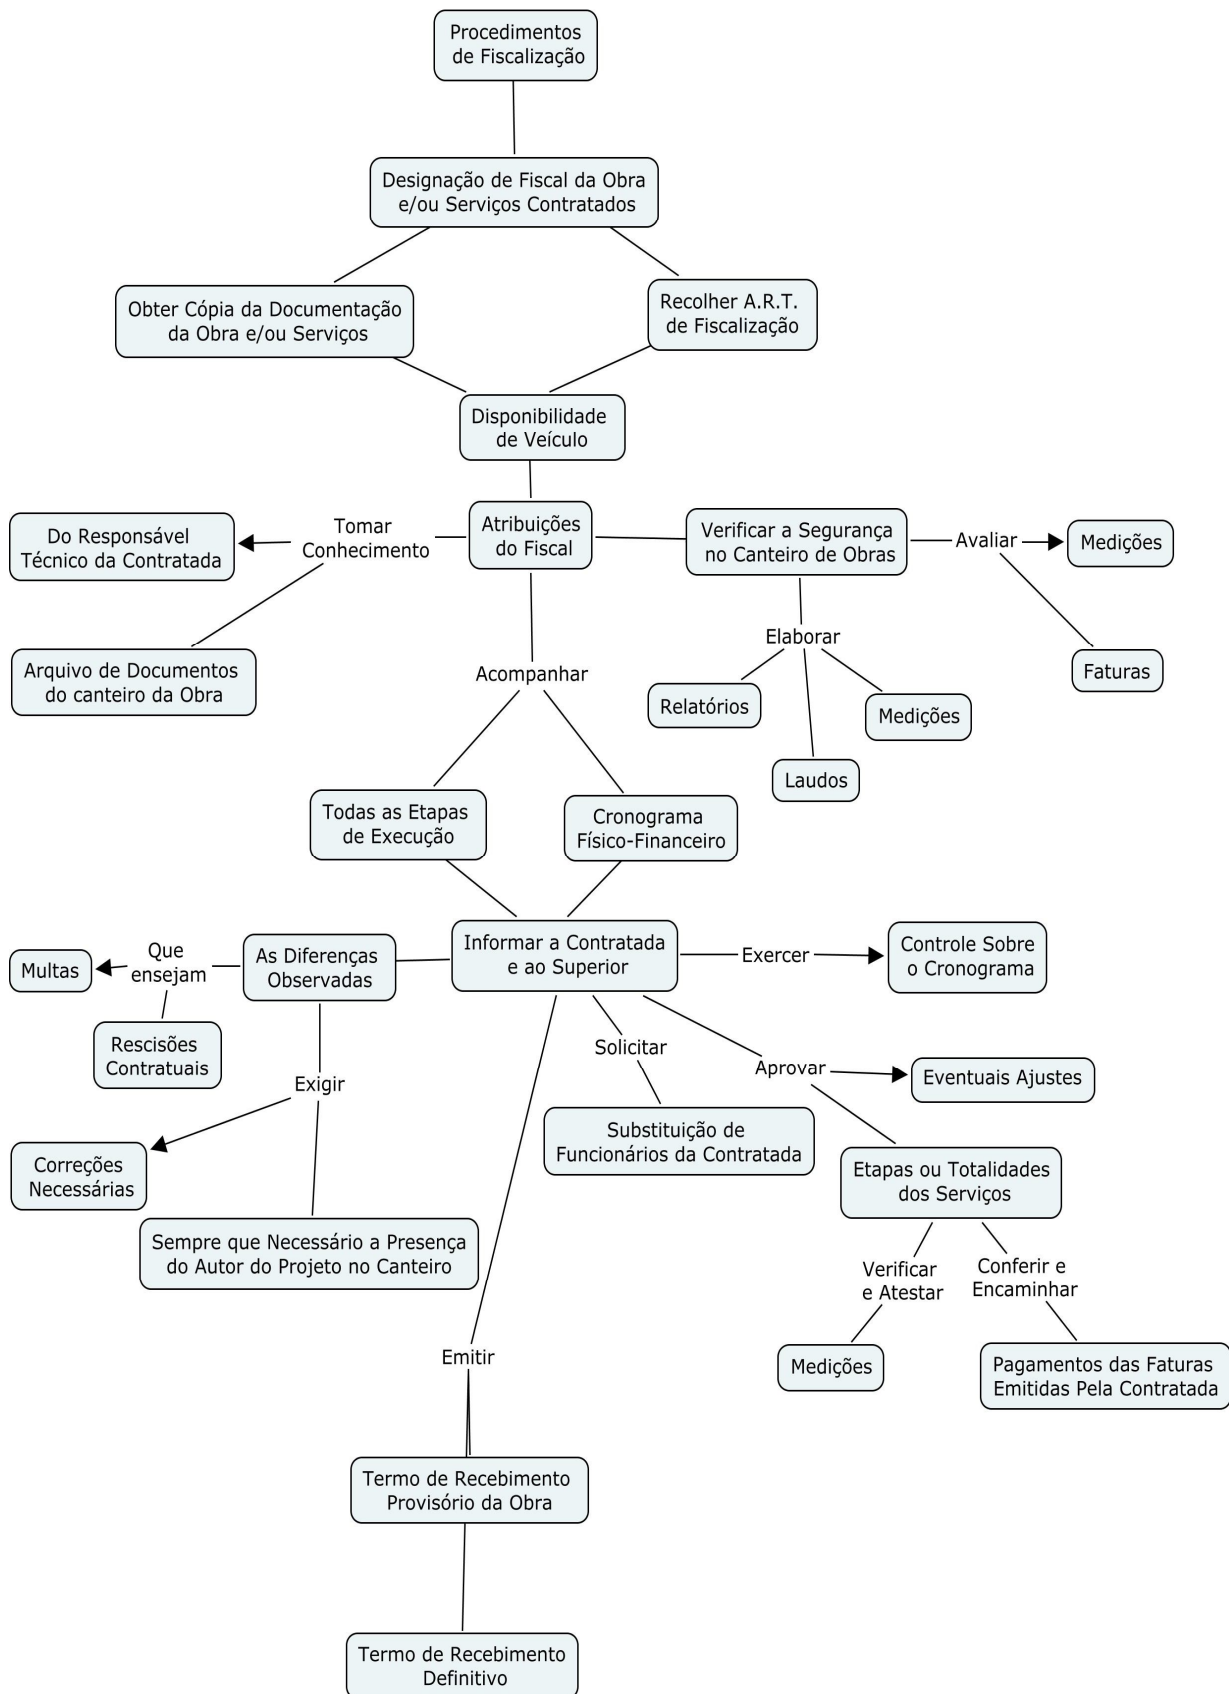 Procedimentos
de Fiscalização
Designação de Fiscal da Obra
e/ou Serviços Contratados
Obter Cópia da Documentação
da Obra e/ou Serviços
Recolher A.R.T.
de Fiscalização
Disponibilidade
de Veículo
Do Responsável
Técnico da Contratada
Tomar
Conhecimento
Atribuições
do Fiscal
Verificar a Segurança
no Canteiro de Obras
Avaliar
Medições
Arquivo de Documentos
do canteiro da Obra
Acompanhar
Elaborar
Relatórios
Medições
Laudos
Faturas
Todas as Etapas
de Execução
Cronograma
Físico-Financeiro
Multas
Que
ensejam
As Diferenças
Observadas
Informar a Contratada
e ao Superior
Exercer
Controle Sobre
o Cronograma
Rescisões
Contratuais
Exigir
Solicitar
Aprovar
Eventuais Ajustes
Correções
Necessárias
Substituição de
Funcionários da Contratada
Etapas ou Totalidades
dos Serviços
Sempre que Necessário a Presença
do Autor do Projeto no Canteiro
Verificar
e Atestar
Conferir e
Encaminhar
Emitir
Medições
Pagamentos das Faturas
Emitidas Pela Contratada
Termo de Recebimento
Provisório da Obra
Termo de Recebimento
Definitivo